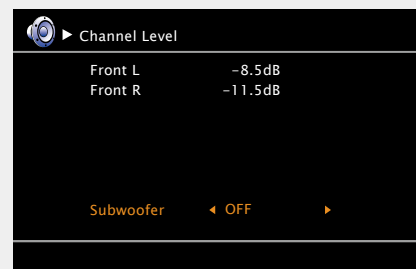 Channel Level
Front L –8.5dB
Front R –11.5dB
Subwoofer OFF